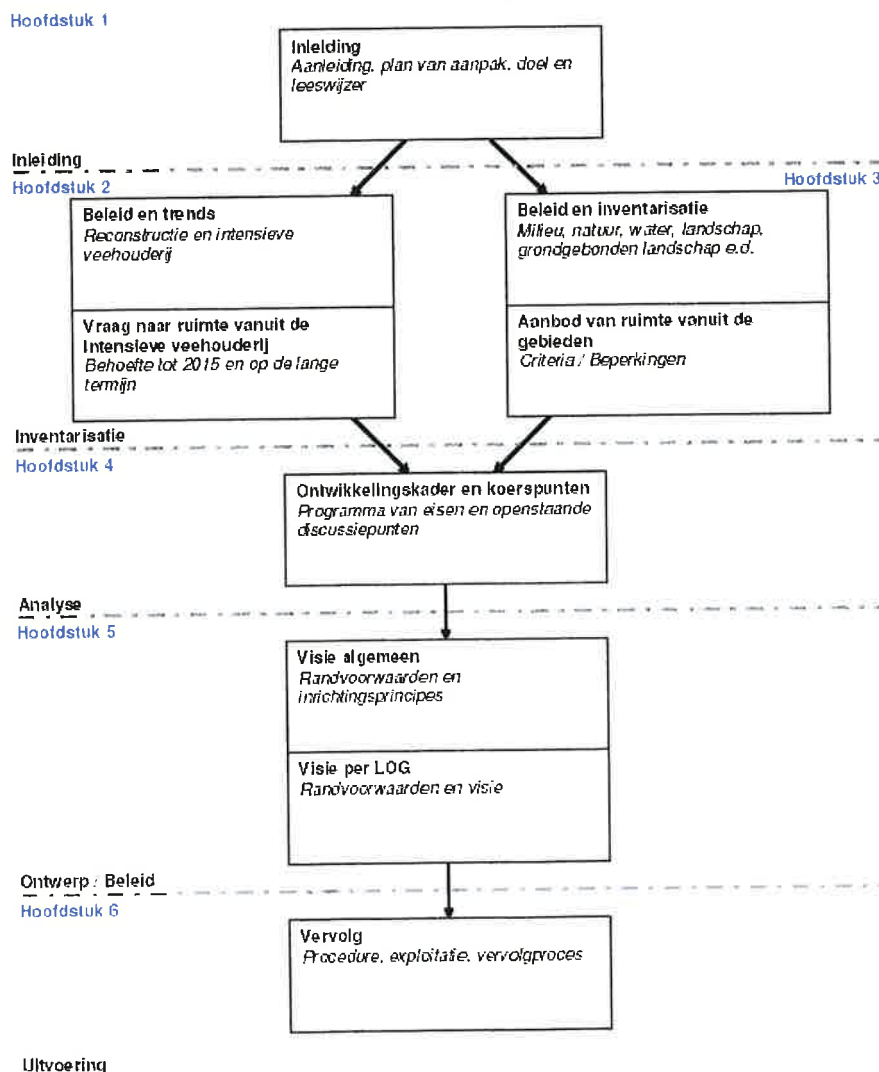 Hoofdstuk 1
Inleiding
Aanleiding, plan van aanpak, doel en
leeswijzer
Inleiding
Hoofdstuk 2
Hoofdstuk 3
Beleid en trends
Reconstructie en intensieve
veehouderij
Vraag naar ruimte vanuit de
Intensieve veehouderij
Behoefte tot 2015 en op de lange
termijn
Beleid en inventarisatie
Milieu, natuur, water, landschap,
grondgebonden landschap e.d.
Aanbod van ruimte vanuit de
gebieden
Criteria / Beperkingen
Inventarisatie
Hoofdstuk 4
Ontwikkelingskader en koerspunten
Programma van eisen en openstaande
discussiepunten
Analyse
Hoofdstuk 5
Visie algemeen
Randvoorwaarden en
inrichtingsprincipes
Visie per LOG
Randvoorwaarden en visie
Ontwerp / Beleid
Hoofdstuk 6
Vervolg
Procedure, exploitatie, vervolgproces
Uitvoering